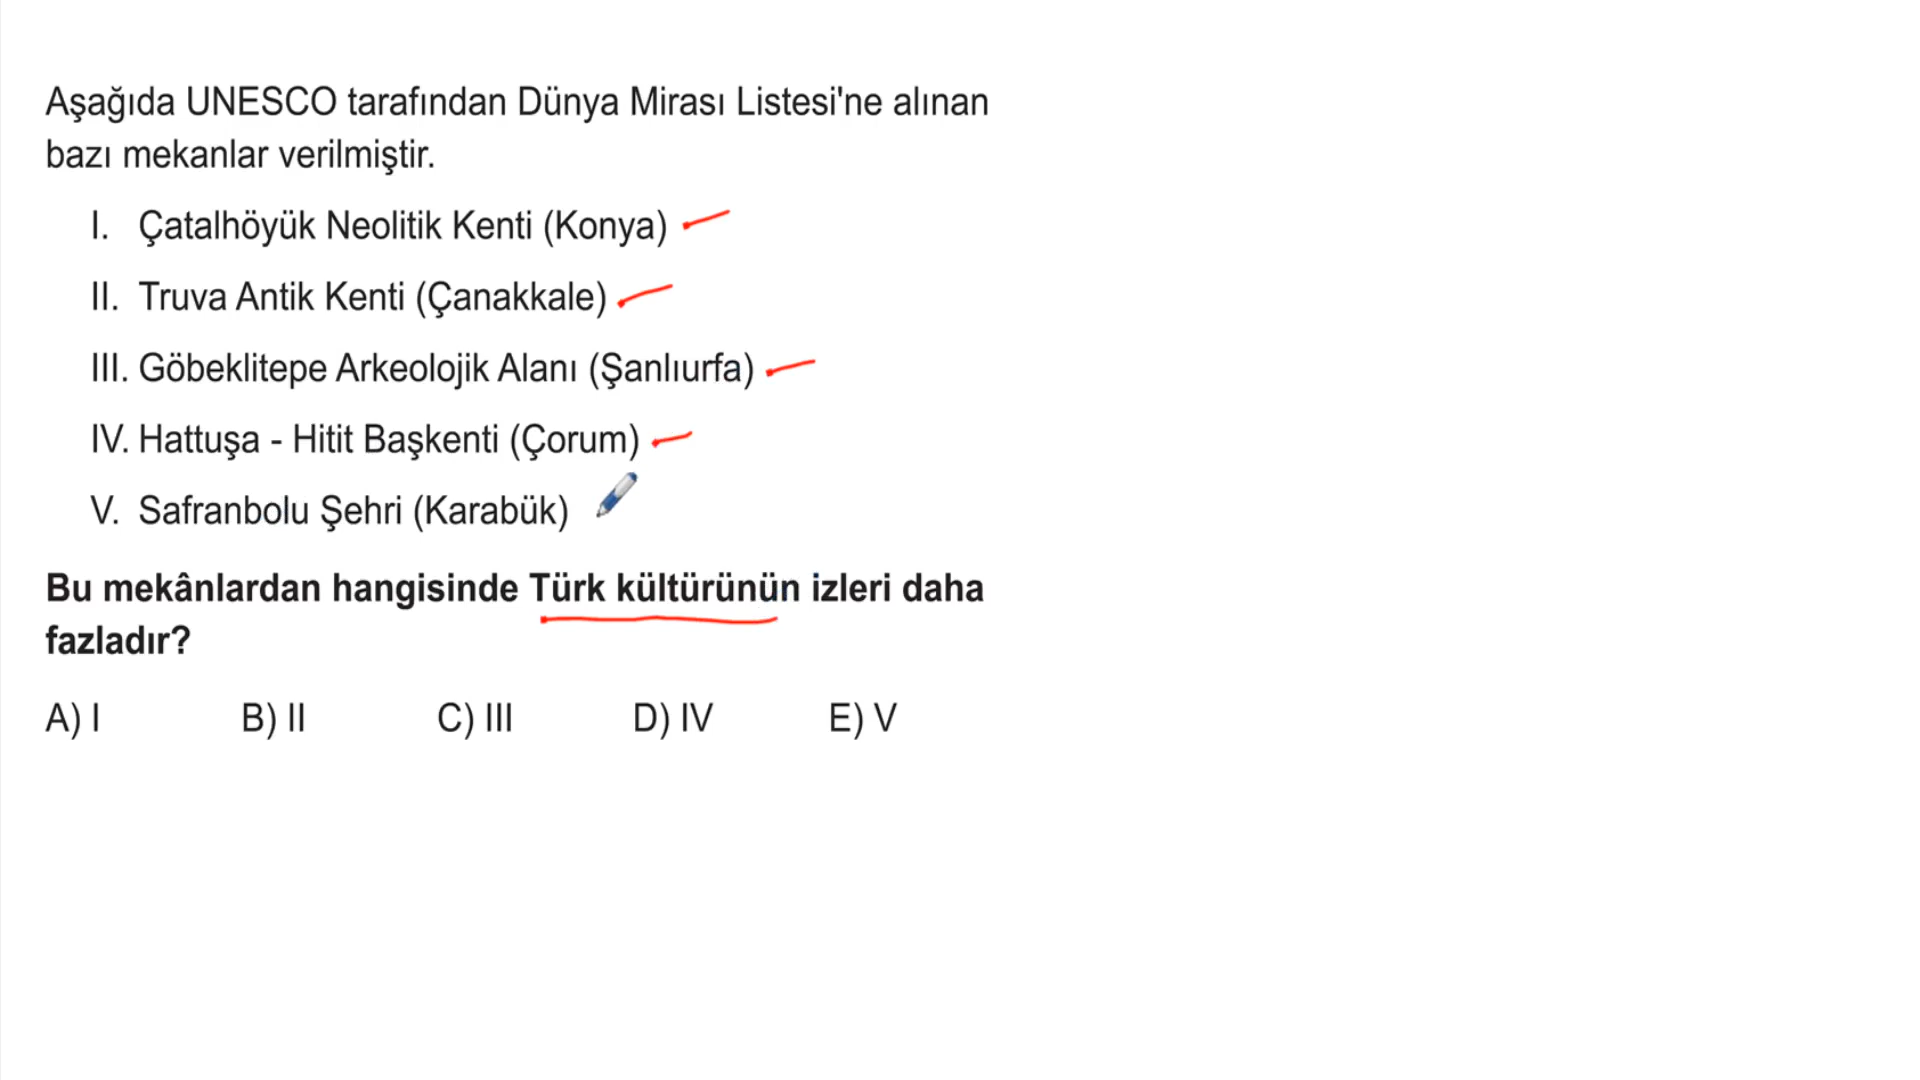 Aşağıda UNESCO tarafından Dünya Mirası Listesi'ne alınan
bazı mekanlar verilmiştir.
I. Çatalhöyük Neolitik Kenti (Konya)
II. Truva Antik Kenti (Çanakkale)
III. Göbeklitepe Arkeolojik Alanı (Şanlıurfa)
IV. Hattuşa - Hitit Başkenti (Çorum)
V. Safranbolu Şehri (Karabük)
Bu mekânlardan hangisinde Türk kültürünün izleri daha
fazladır?
A) I B) II C) III D) IV E) V